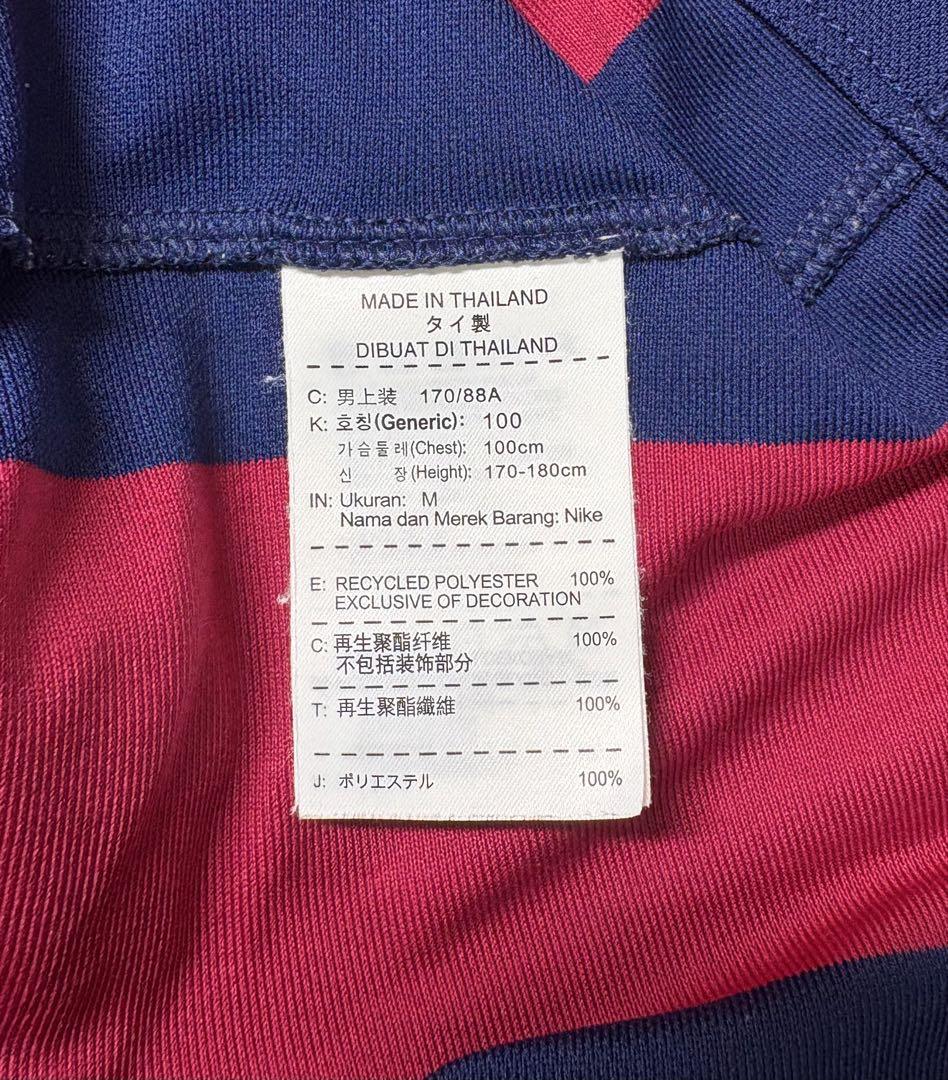 MADE IN THAILAND
タイ製
DIBUAT DI THAILAND
C: 男上装 170/88A
K: 호칭(Generic): 100
가슴둘레(Chest): 100cm
신 장(Height): 170-180cm
IN: Ukuran: M
Nama dan Merek Barang: Nike
E: RECYCLED POLYESTER 100%
EXCLUSIVE OF DECORATION
C: 再生聚酯纤维 100%
不包括装饰部分
T: 再生聚酯纖維 100%
J: ポリエステル 100%